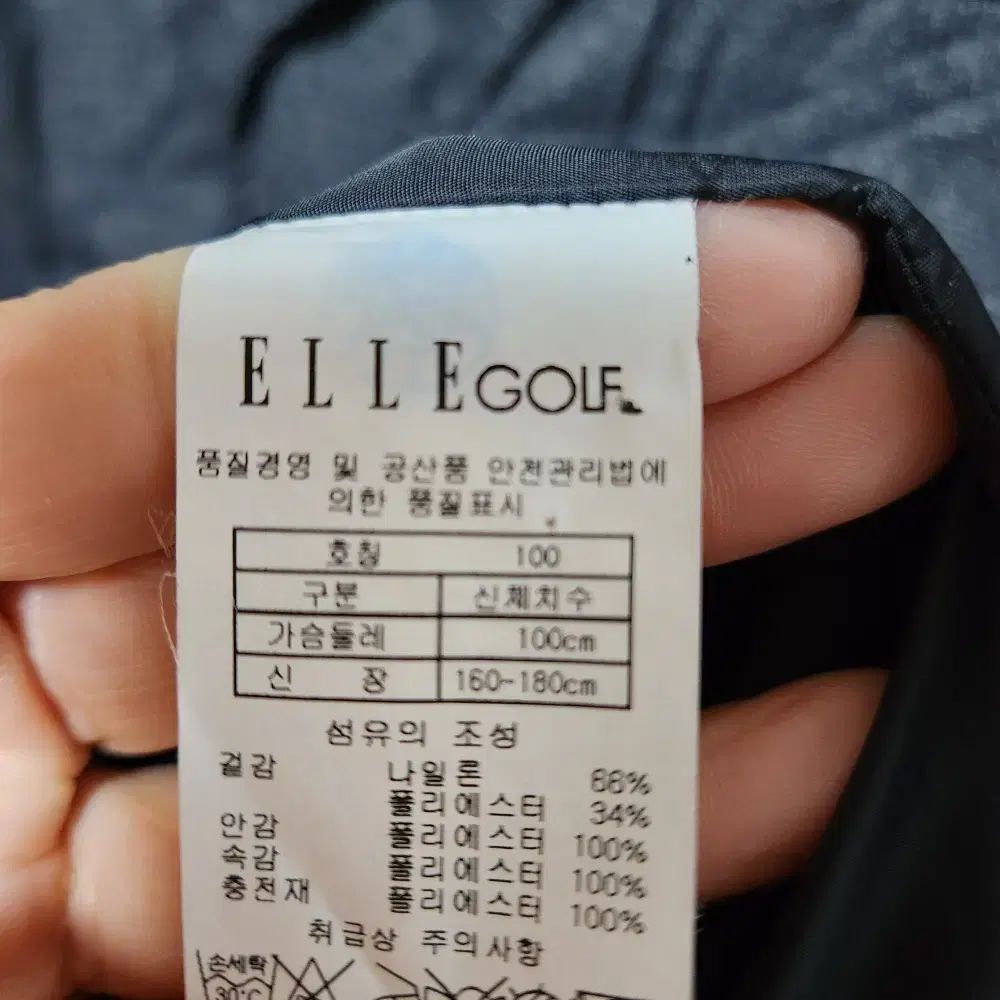 ELLE GOLF
품질경영 및 공산품 안전관리법에
의한 품질표시
호칭 100
구분 신체치수
가슴둘레 100cm
신 장 160-180cm
섬유의 조성
겉감 나일론 66%
폴리에스터 34%
안감 폴리에스터 100%
속감 폴리에스터 100%
충전재 폴리에스터 100%
취급상 주의사항
손세탁
30°C